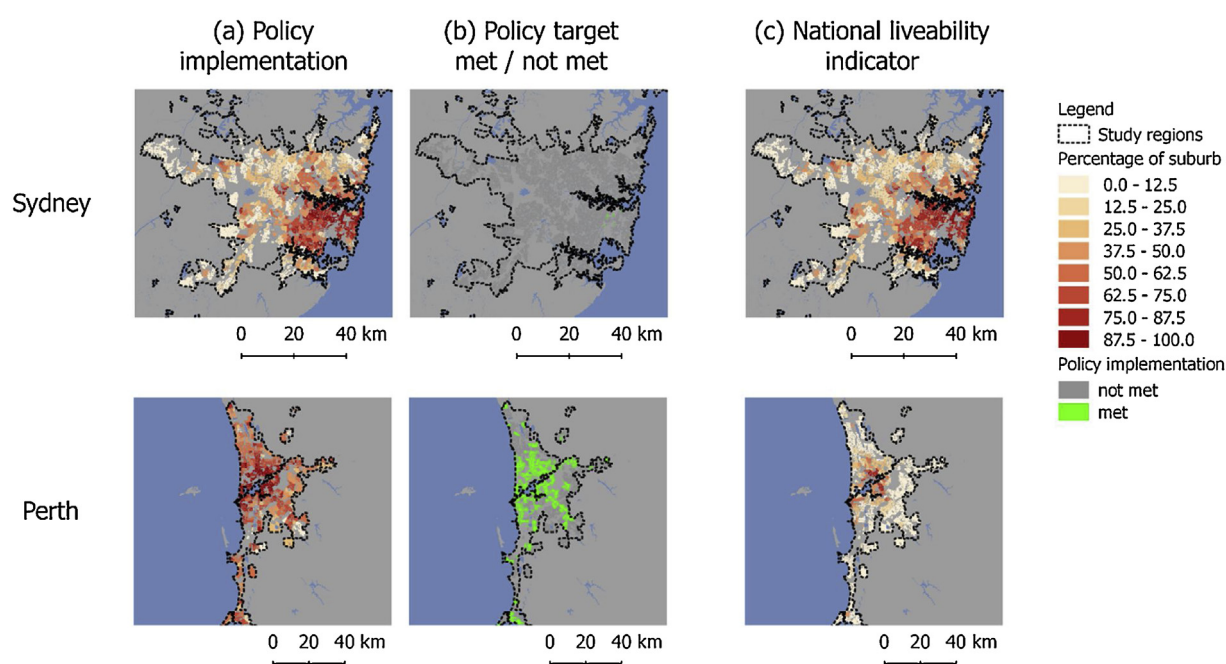 (a) Policy
implementation
(b) Policy target
met / not met
(c) National liveability
indicator
Sydney
0 20 40 km
0 20 40 km
0 20 40 km
Perth
0 20 40 km
0 20 40 km
0 20 40 km
Legend
Study regions
Percentage of suburb
0.0 - 12.5
12.5 - 25.0
25.0 - 37.5
37.5 - 50.0
50.0 - 62.5
62.5 - 75.0
75.0 - 87.5
87.5 - 100.0
Policy implementation
not met
met